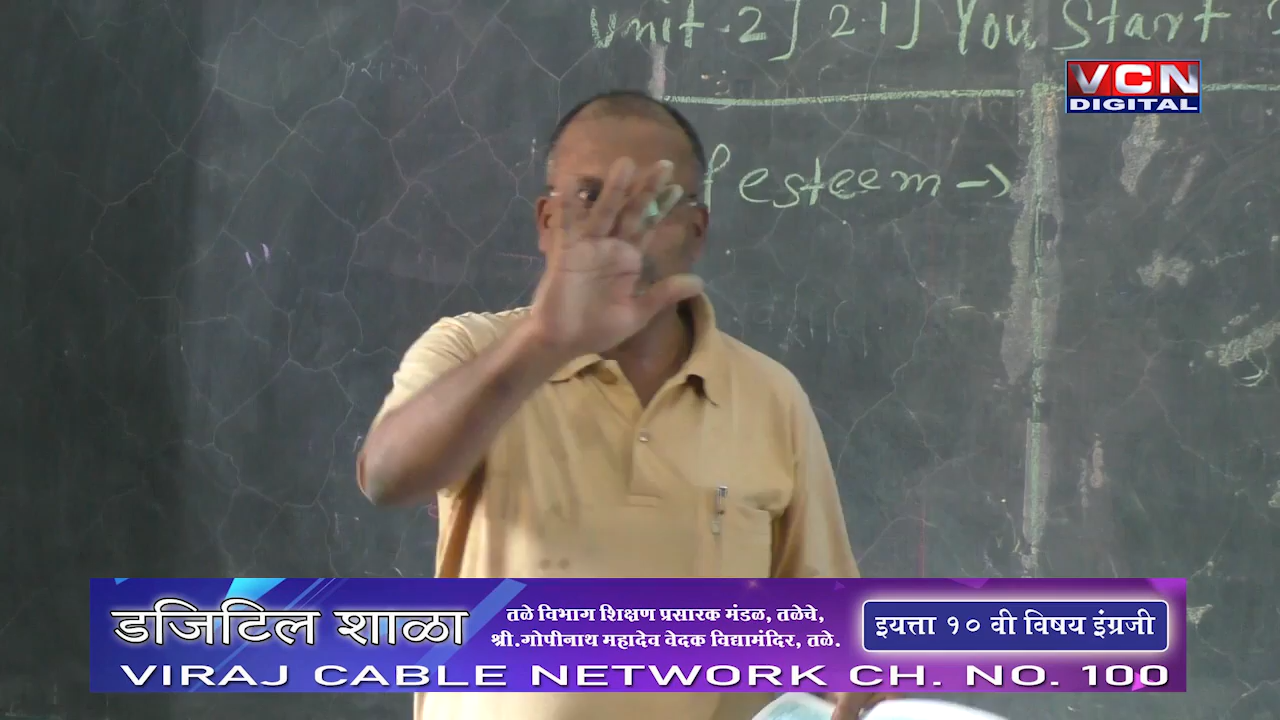 Unit-2] 2.1] You Start
VCN
DIGITAL
esteem →
डजिटिल शाळा
तळे विभाग शिक्षण प्रसारक मंडळ, तळेचे,
श्री.गोपीनाथ महादेव वेदक विद्यामंदिर, तळे.
इयत्ता १० वी विषय इंग्रजी
VIRAJ CABLE NETWORK CH. NO. 100